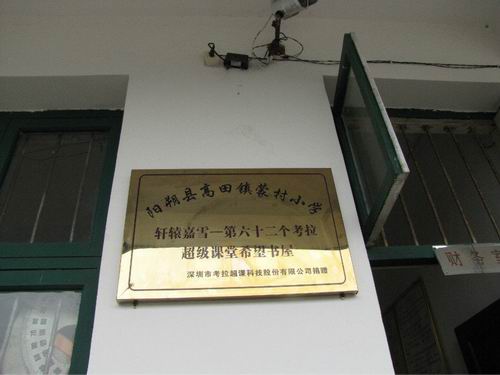 阳朔县高田镇蒙村小学
轩辕嘉雪—第六十二个考拉
超级课堂希望书屋
深圳市考拉超课科技股份有限公司捐赠
财务室